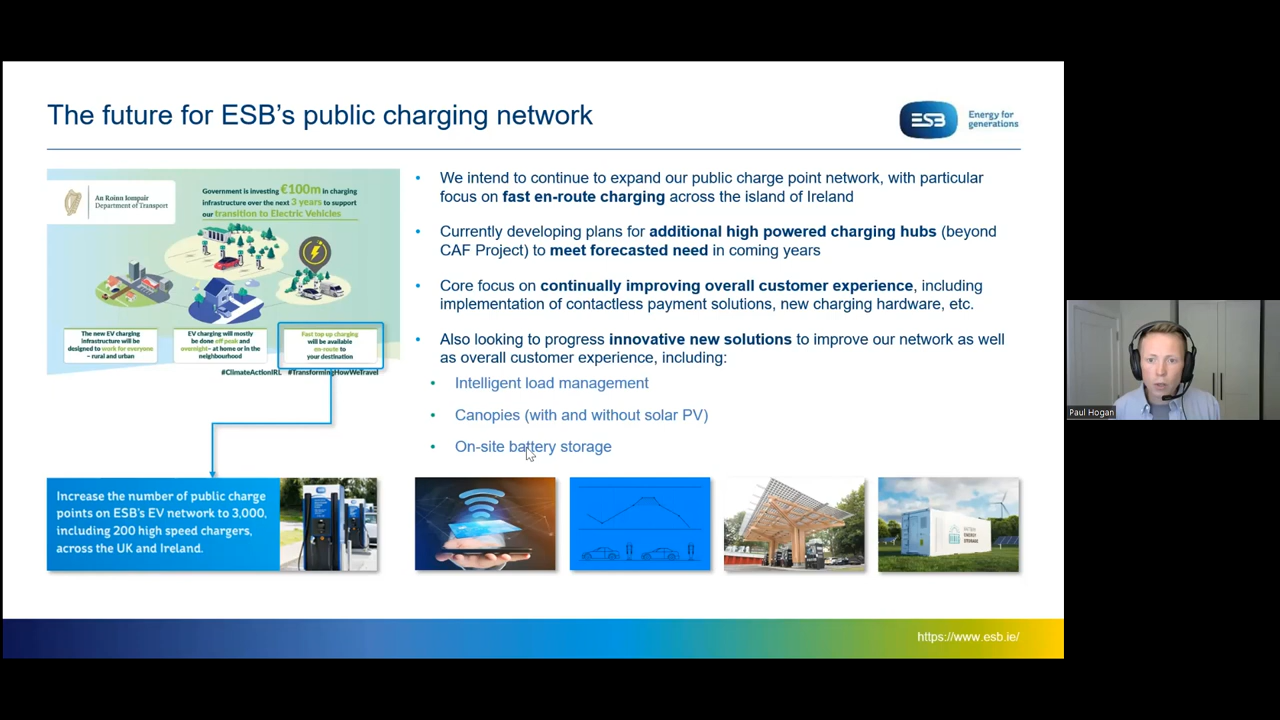 The future for ESB's public charging network
ESB
Energy for
generations
An Roinn Iompair
Department of Transport
Government is investing €100m in charging
infrastructure over the next 3 years to support
our transition to Electric Vehicles
The new EV charging
infrastructure will be
designed to work for everyone
– rural and urban
EV charging will mostly
be done off peak and
overnight– at home or in the
neighbourhood
Fast top up charging
will be available
en-route to
your destination
#ClimateActionIRL #TransformingHowWeTravel
Increase the number of public charge
points on ESB's EV network to 3,000,
including 200 high speed chargers,
across the UK and Ireland.
• We intend to continue to expand our public charge point network, with particular
focus on fast en-route charging across the island of Ireland
• Currently developing plans for additional high powered charging hubs (beyond
CAF Project) to meet forecasted need in coming years
• Core focus on continually improving overall customer experience, including
implementation of contactless payment solutions, new charging hardware, etc.
• Also looking to progress innovative new solutions to improve our network as well
as overall customer experience, including:
• Intelligent load management
• Canopies (with and without solar PV)
• On-site battery storage
ENERGY
STORAGE
https://www.esb.ie/
Paul Hogan